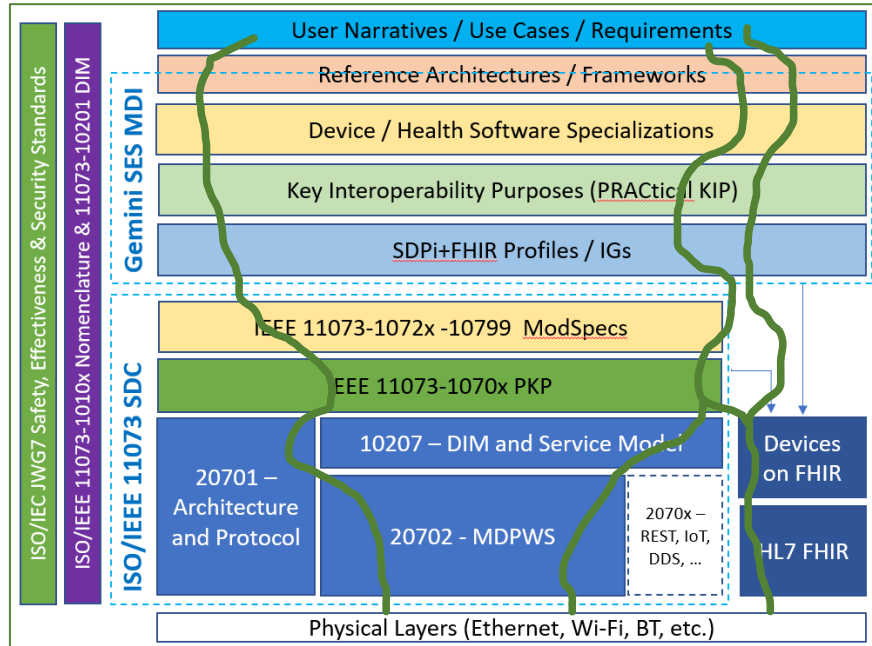 ISO/IEC JWG7 Safety, Effectiveness & Security Standards
ISO/IEEE 11073-1010x Nomenclature & 11073-10201 DIM
User Narratives / Use Cases / Requirements
Gemini SES MDI
Reference Architectures / Frameworks
Device / Health Software Specializations
Key Interoperability Purposes (PRACtical KIP)
SDPi+FHIR Profiles / IGs
ISO/IEEE 11073 SDC
IEEE 11073-1072x -10799 ModSpecs
IEEE 11073-1070x PKP
20701 –
Architecture
and Protocol
10207 – DIM and Service Model
20702 - MDPWS
2070x –
REST, IoT,
DDS, ...
Devices
on FHIR
HL7 FHIR
Physical Layers (Ethernet, Wi-Fi, BT, etc.)